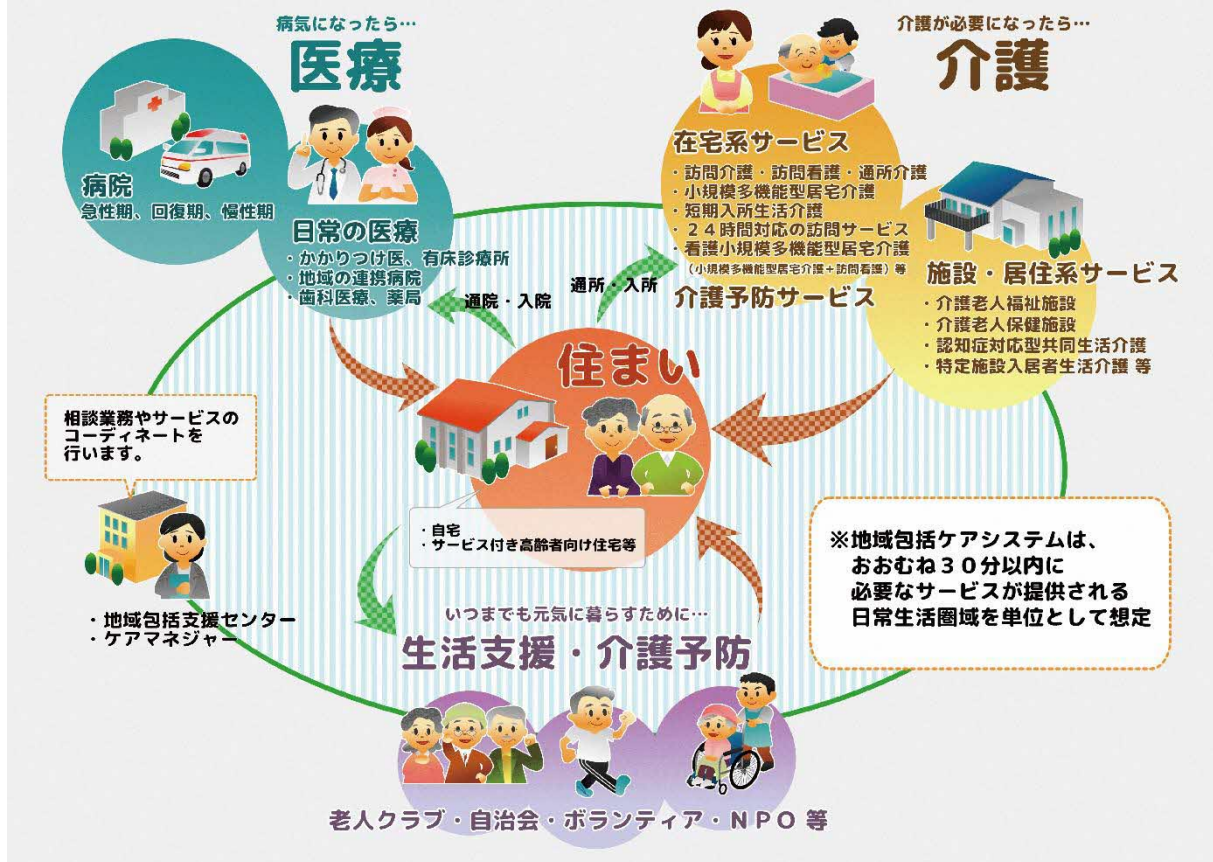 病気になったら…
医療
病院
急性期、回復期、慢性期
日常の医療
・かかりつけ医、有床診療所
・地域の連携病院
・歯科医療、薬局
通院・入院
通所・入所
介護が必要になったら…
介護
在宅系サービス
・訪問介護・訪問看護・通所介護
・小規模多機能型居宅介護
・短期入所生活介護
・２４時間対応の訪問サービス
・看護小規模多機能型居宅介護
（小規模多機能型居宅介護＋訪問看護）等
介護予防サービス
施設・居住系サービス
・介護老人福祉施設
・介護老人保健施設
・認知症対応型共同生活介護
・特定施設入居者生活介護 等
住まい
・自宅
・サービス付き高齢者向け住宅等
相談業務やサービスの
コーディネートを
行います。
・地域包括支援センター
・ケアマネジャー
※地域包括ケアシステムは、
おおむね３０分以内に
必要なサービスが提供される
日常生活圏域を単位として想定
いつまでも元気に暮らすために…
生活支援・介護予防
老人クラブ・自治会・ボランティア・ＮＰＯ 等